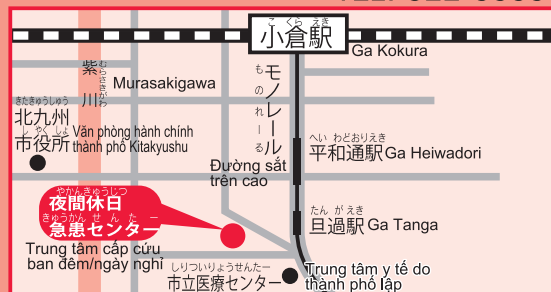 こくらえき
小倉駅
Ga Kokura
むらさきがわ
紫川
Murasakigawa
ものれーる
モノレール
Đường sắt
trên cao
きたきゅうしゅう
北九州
しやくしょ
市役所
Văn phòng hành chính
thành phố Kitakyushu
へいわどおりえき
平和通駅 Ga Heiwadori
やかんきゅうじつ
夜間休日
きゅうかんせんたー
急患センター
Trung tâm cấp cứu
ban đêm/ngày nghỉ
たんがえき
旦過駅 Ga Tanga
しりついりょうせんたー
市立医療センター
Trung tâm y tế do
thành phố lập